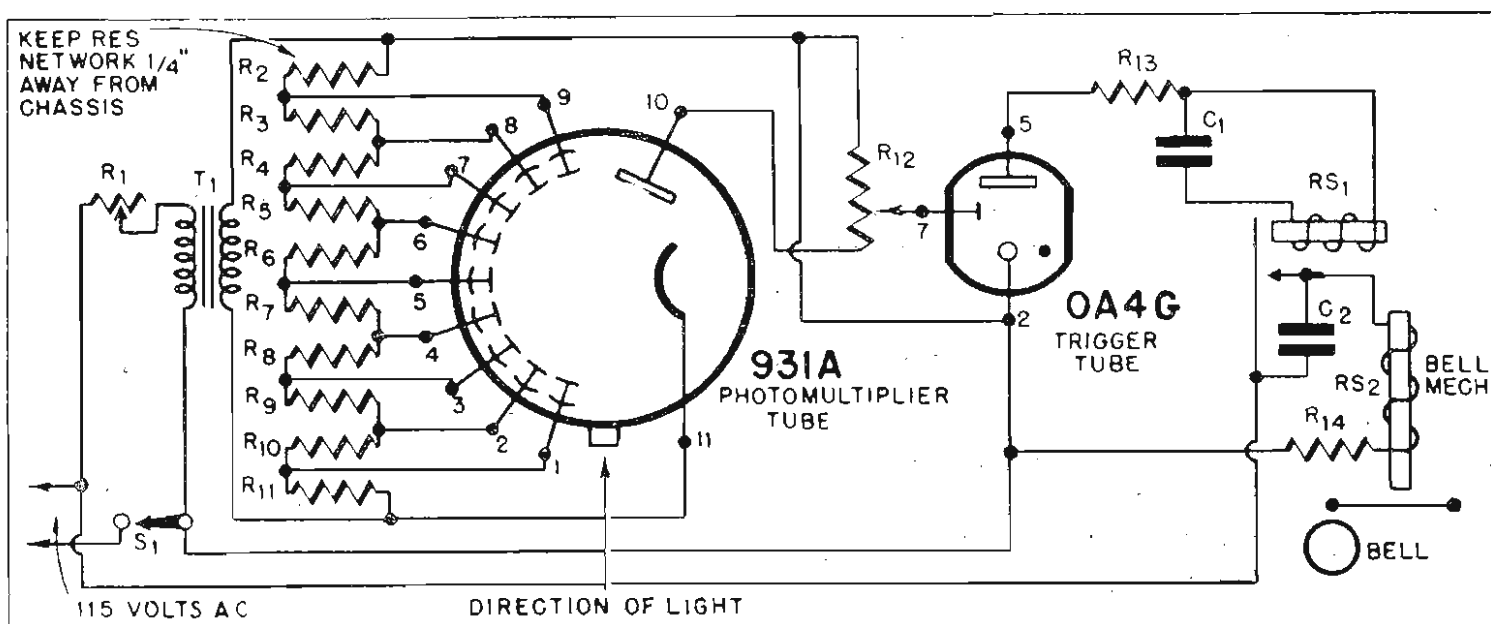 KEEP RES
NETWORK 1/4"
AWAY FROM
CHASSIS
R2
R3
R4
R5
R6
R7
R8
R9
R10
R11
R1
T1
S1
115 VOLTS AC
9
8
7
6
5
4
3
2
1
10
11
931A
PHOTOMULTIPLIER
TUBE
DIRECTION OF LIGHT
R12
7
5
2
OA4G
TRIGGER
TUBE
R13
C1
RS1
C2
RS2
BELL
MECH
R14
BELL